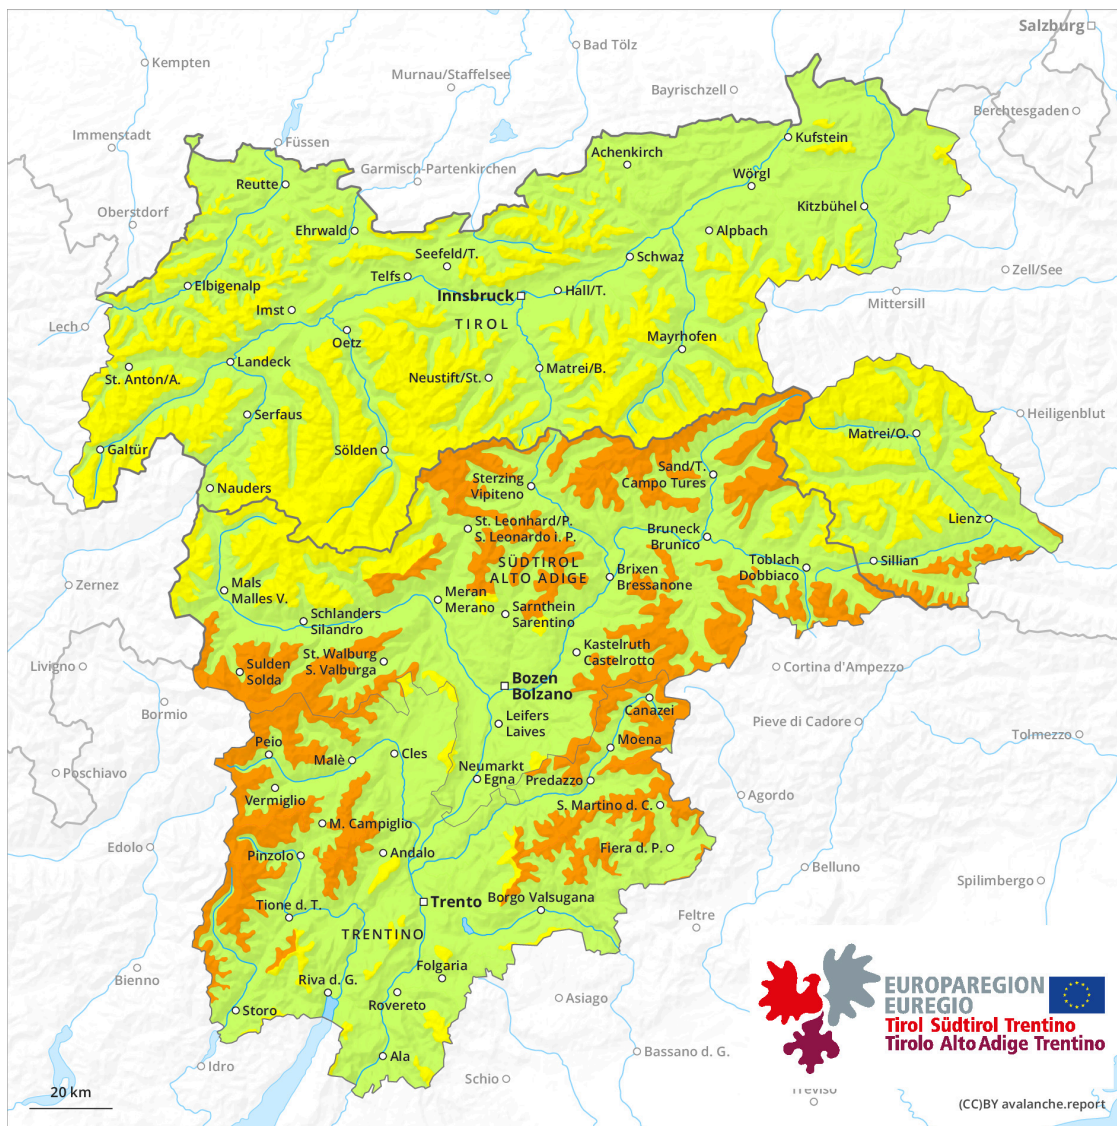 Salzburg
Bad Tölz
Kempten
Murnau/Staffelsee
Bayrischzell
Berchtesgaden
Immenstadt
Füssen
Kufstein
Achenkirch
Garmisch-Partenkirchen
Wörgl
Reutte
Oberstdorf
Kitzbühel
Ehrwald
Alpbach
Seefeld/T.
Schwaz
Zell/See
Telfs
Elbigenalp
Hall/T.
Innsbruck
Mittersill
Imst
TIROL
Lech
Oetz
Mayrhofen
Landeck
Matrei/B.
St. Anton/A.
Neustift/St.
Serfaus
Heiligenblut
Matrei/O.
Galtür
Sölden
Sand/T.
Campo Tures
Sterzing
Vipiteno
Nauders
Lienz
St. Leonhard/P.
S. Leonardo i. P.
Bruneck
Brunico
SÜDTIROL
ALTO ADIGE
Toblach
Dobbiaco
Sillian
Brixen
Bressanone
Zernez
Mals
Malles V.
Meran
Merano
Sarnthein
Sarentino
Schlanders
Silandro
Kastelruth
Castelrotto
St. Walburg
S. Valburga
Livigno
Sulden
Solda
Cortina d'Ampezzo
Bozen
Bolzano
Canazei
Bormio
Leifers
Laives
Pieve di Cadore
Tolmezzo
Peio
Moena
Cles
Malè
Poschiavo
Neumarkt
Egna
Predazzo
Vermiglio
Agordo
S. Martino d. C.
M. Campiglio
Edolo
Fiera d. P.
Pinzolo
Andalo
Belluno
Spilimbergo
Borgo Valsugana
Trento
Tione d. T.
Feltre
TRENTINO
Folgaria
Bienno
Riva d. G.
Rovereto
Asiago
Storo
EUROPAREGION
EUREGIO
Tirol Südtirol Trentino
Tirolo Alto Adige Trentino
Ala
Bassano d. G.
Idro
Schio
Treviso
20 km
(CC)BY avalanche.report